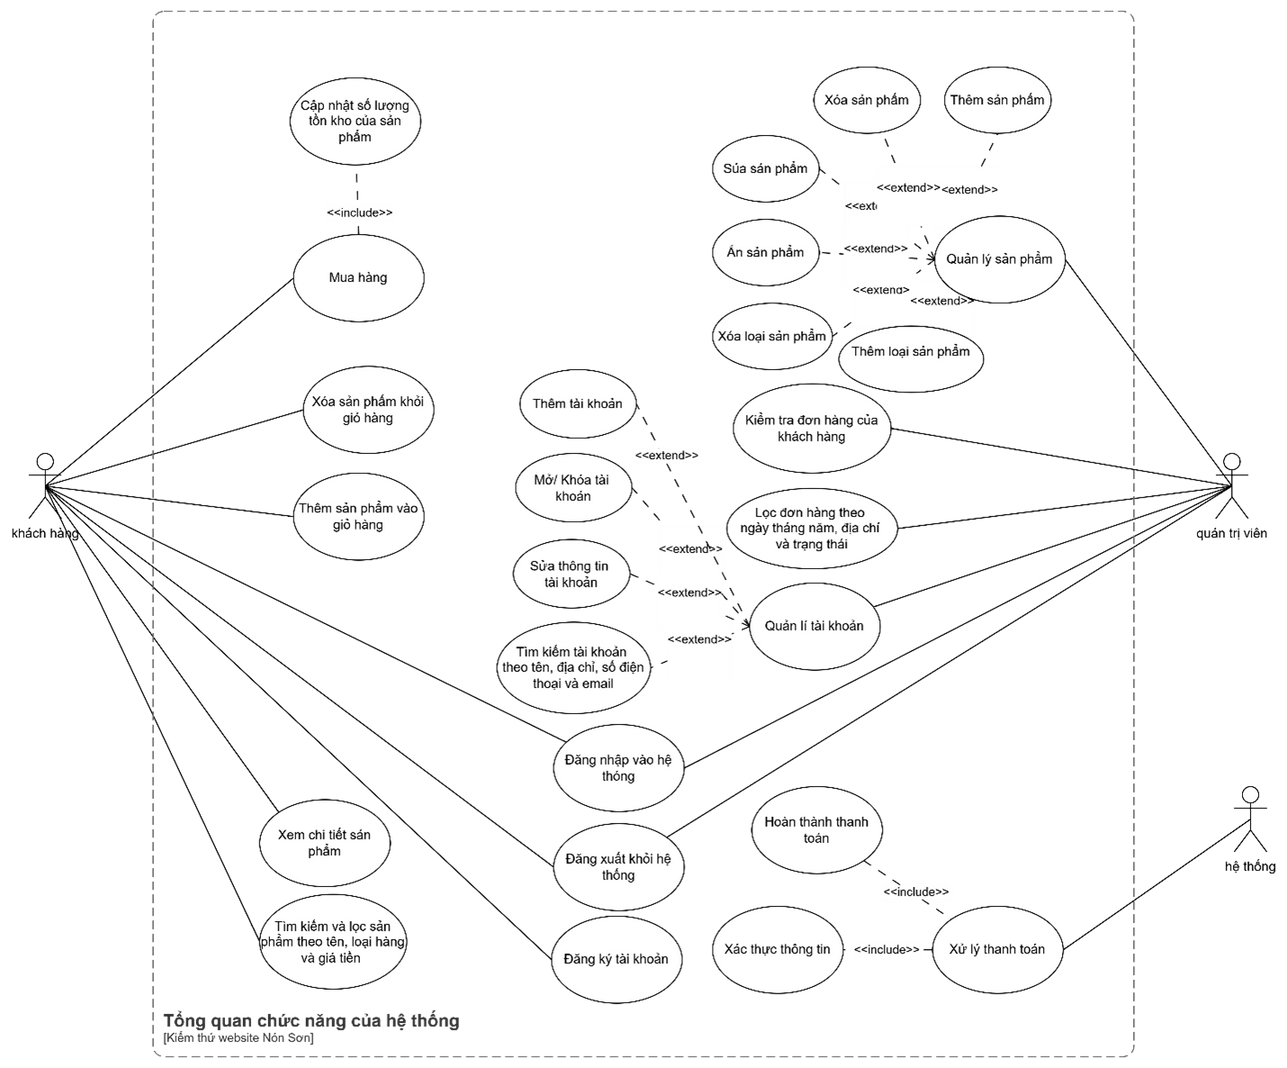 Cập nhật số lượng
tồn kho của sản
phẩm
<<include>>
Mua hàng
Xóa sản phẩm khỏi
giỏ hàng
Thêm sản phẩm vào
giỏ hàng
khách hàng
Xóa sản phẩm
Thêm sản phẩm
Sửa sản phẩm
<<extend>>
<<extend>>
<<ext
Ẩn sản phẩm
<<extend>>
Quản lý sản phẩm
<<extend>
<<extend>>
Xóa loại sản phẩm
Thêm loại sản phẩm
Thêm tài khoản
Kiểm tra đơn hàng của
khách hàng
<<extend>>
Mở/ Khóa tài
khoản
Lọc đơn hàng theo
ngày tháng năm, địa chỉ
và trạng thái
quản trị viên
<<extend>>
Sửa thông tin
tài khoản
<<extend>>
Quản lí tài khoản
<<extend>>
Tìm kiếm tài khoản
theo tên, địa chỉ, số điện
thoại và email
Đăng nhập vào hệ
thống
Xem chi tiết sản
phẩm
Hoàn thành thanh
toán
Đăng xuất khỏi hệ
thống
hệ thống
<<include>>
Tìm kiếm và lọc sản
phẩm theo tên, loại hàng
và giá tiền
Đăng ký tài khoản
Xác thực thông tin
<<include>>
Xử lý thanh toán
Tổng quan chức năng của hệ thống
[Kiểm thử website Nón Sơn]